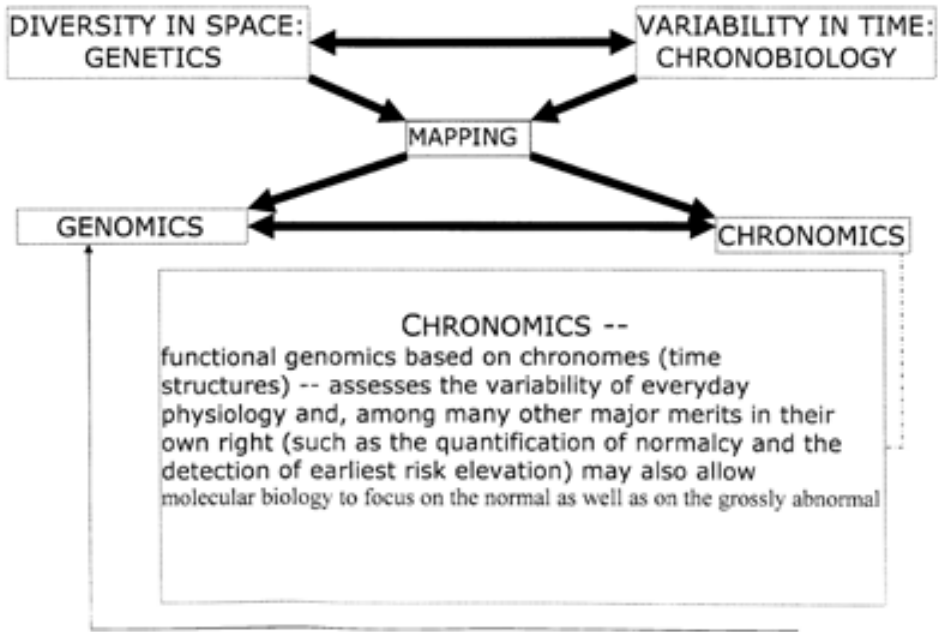 DIVERSITY IN SPACE:
GENETICS
VARIABILITY IN TIME:
CHRONOBIOLOGY
MAPPING
GENOMICS
CHRONOMICS
CHRONOMICS --
functional genomics based on chronomes (time
structures) -- assesses the variability of everyday
physiology and, among many other major merits in their
own right (such as the quantification of normalcy and the
detection of earliest risk elevation) may also allow
molecular biology to focus on the normal as well as on the grossly abnormal